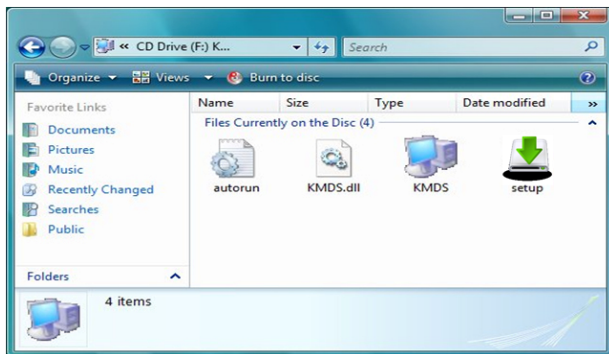 « CD Drive (F:) K...
Search
Organize Views Burn to disc
Favorite Links
Documents
Pictures
Music
Recently Changed
Searches
Public
Folders
Name Size Type Date modified »
Files Currently on the Disc (4)
autorun KMDS.dll KMDS setup
4 items